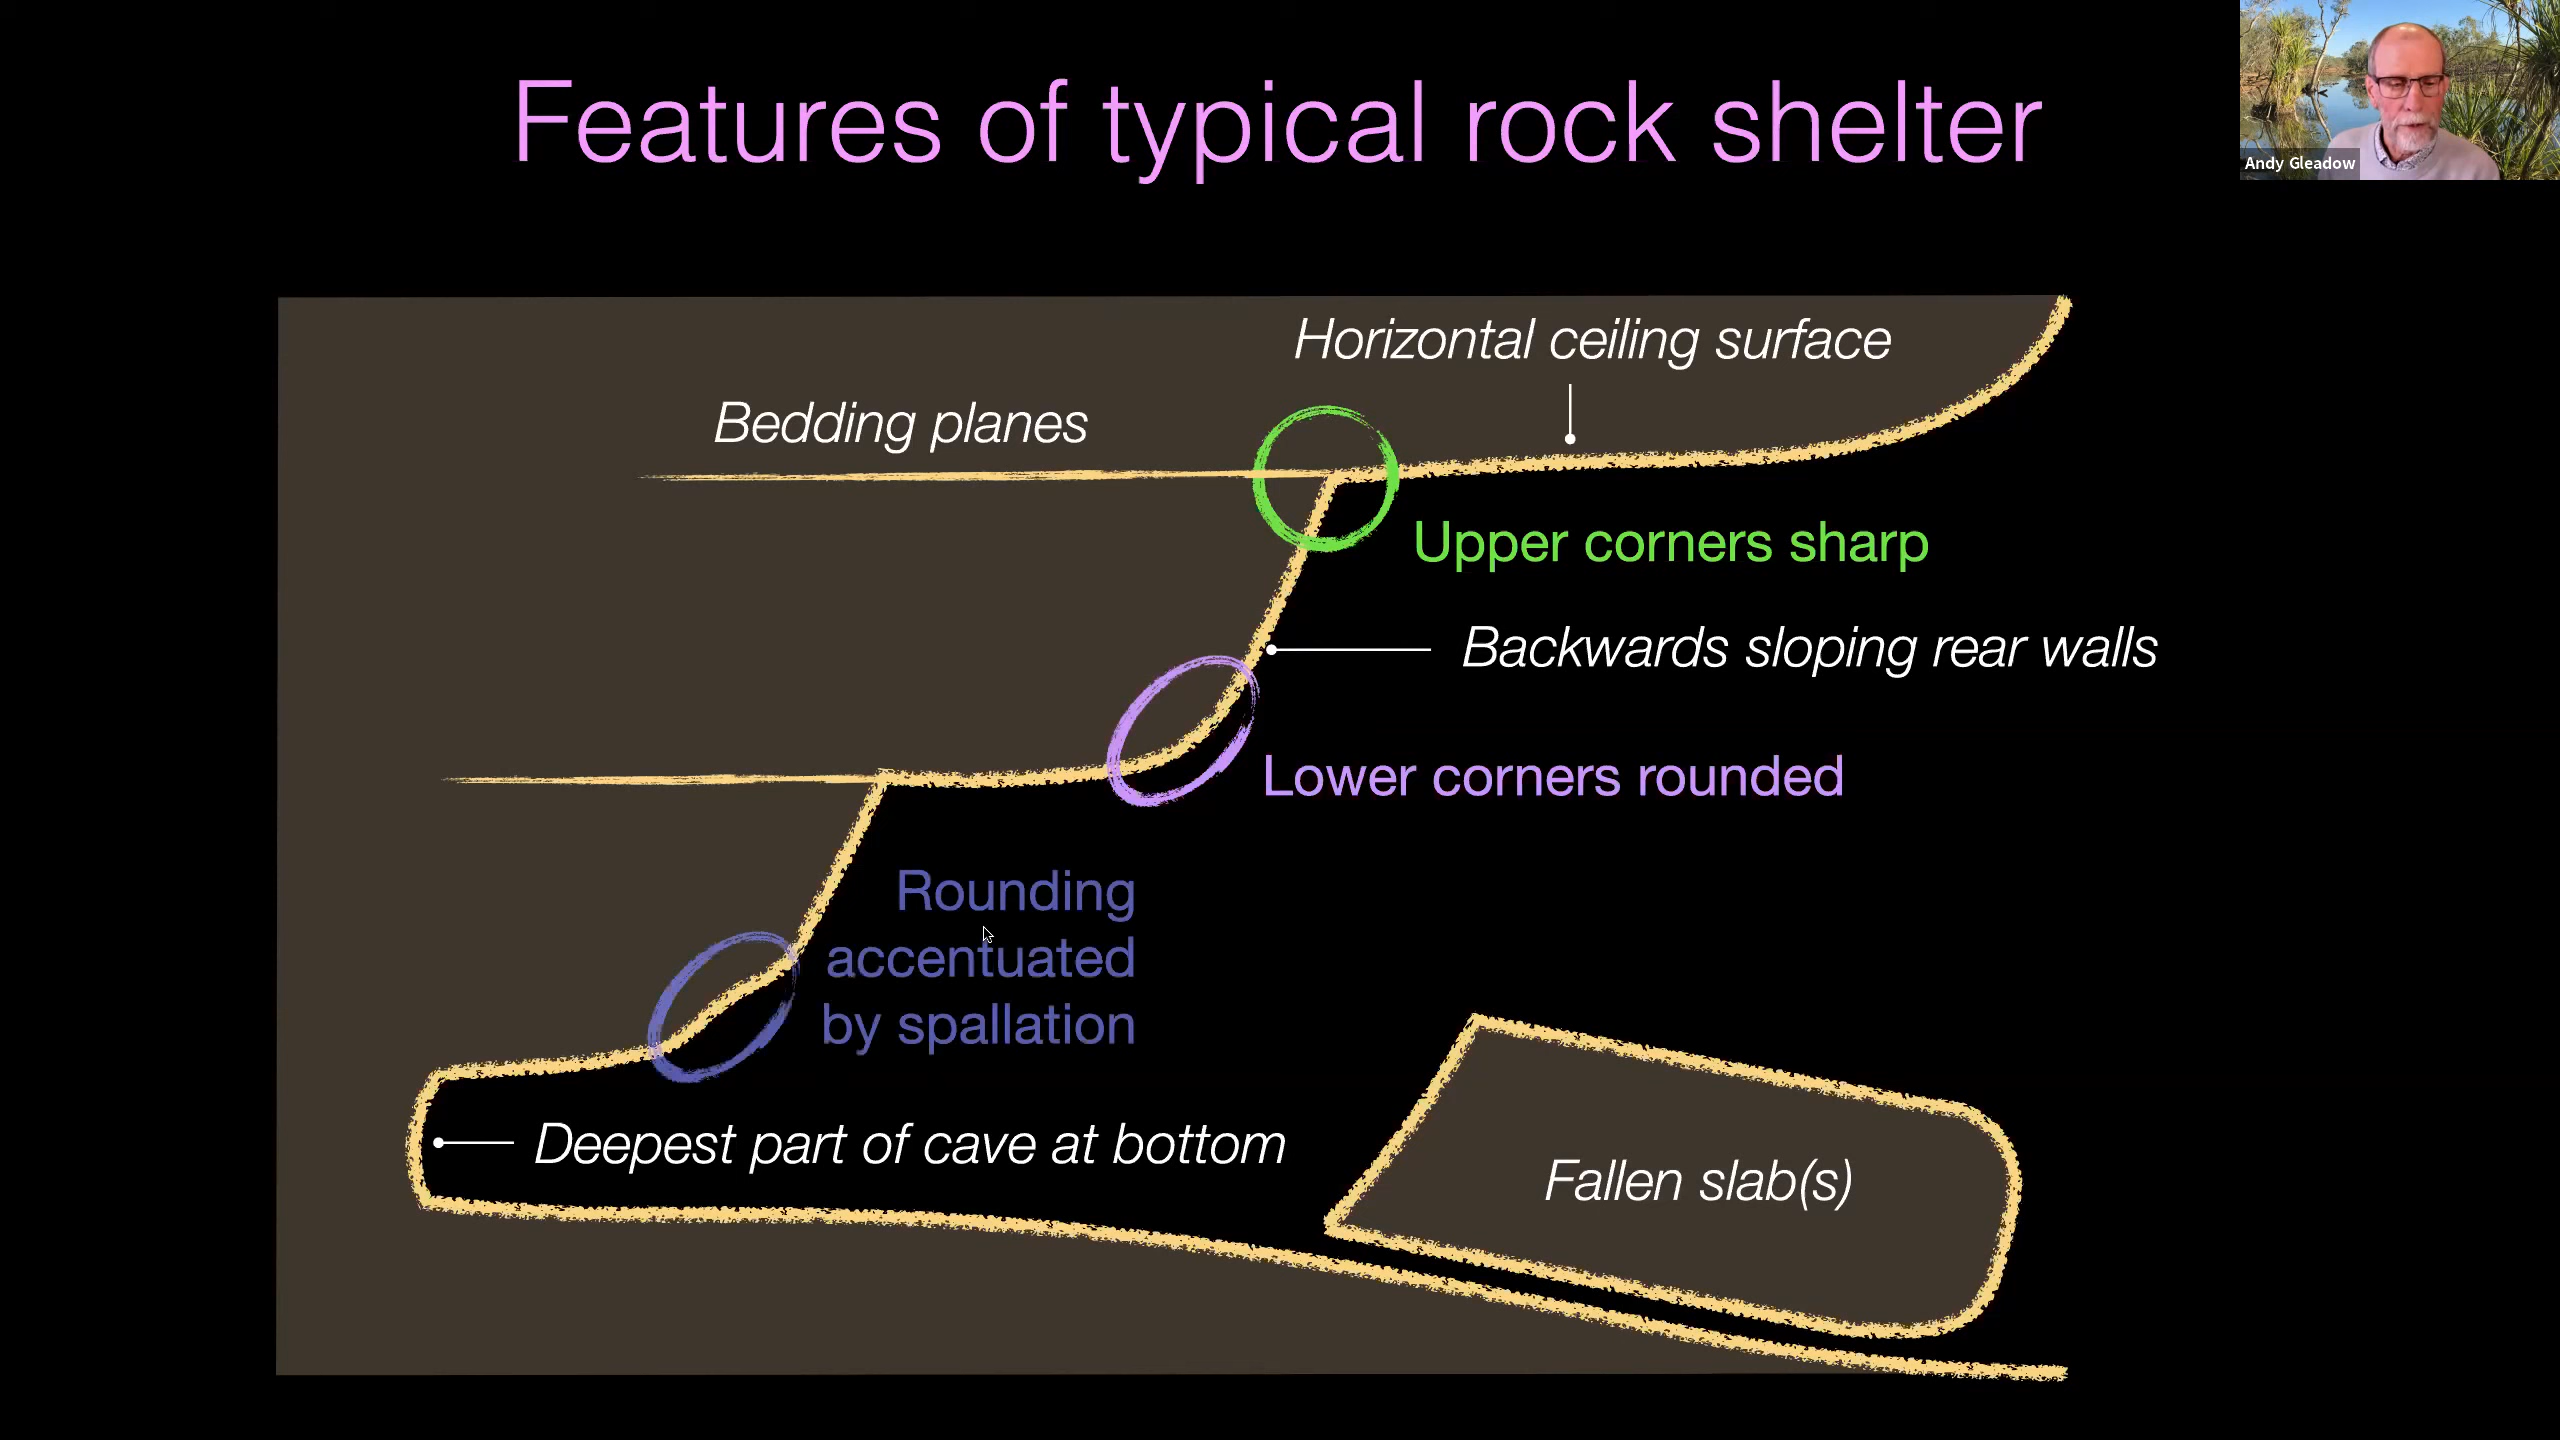 Features of typical rock shelter
Andy Gleadow
Horizontal ceiling surface
Bedding planes
Upper corners sharp
Backwards sloping rear walls
Lower corners rounded
Rounding
accentuated
by spallation
Deepest part of cave at bottom
Fallen slab(s)